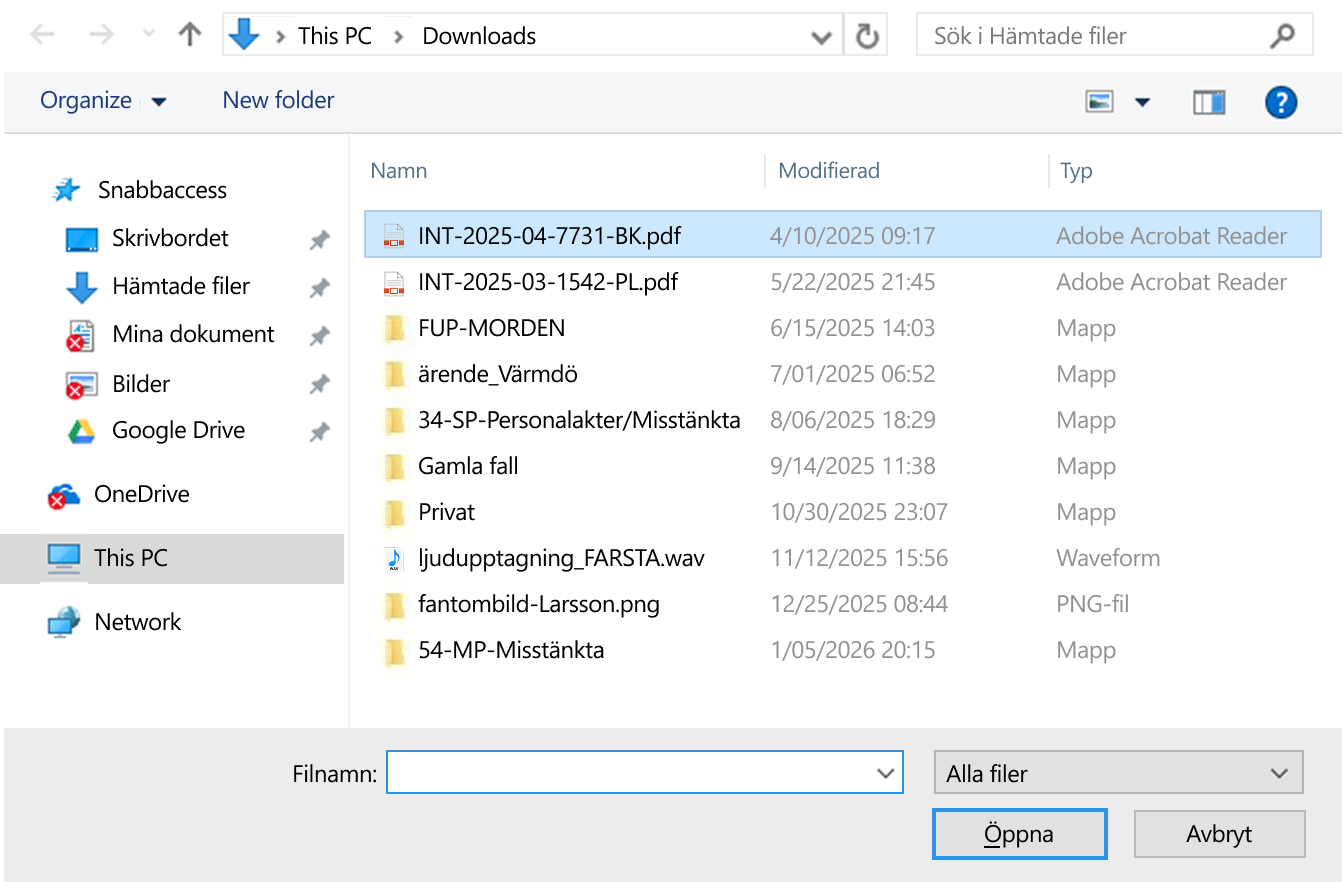 This PC > Downloads
Sök i Hämtade filer
Organize
New folder
?
Snabbaccess
Skrivbordet
Hämtade filer
Mina dokument
Bilder
Google Drive
OneDrive
This PC
Network
Namn Modifierad Typ
INT-2025-04-7731-BK.pdf 4/10/2025 09:17 Adobe Acrobat Reader
INT-2025-03-1542-PL.pdf 5/22/2025 21:45 Adobe Acrobat Reader
FUP-MORDEN 6/15/2025 14:03 Mapp
ärende_Värmdö 7/01/2025 06:52 Mapp
34-SP-Personalakter/Misstänkta 8/06/2025 18:29 Mapp
Gamla fall 9/14/2025 11:38 Mapp
Privat 10/30/2025 23:07 Mapp
ljudupptagning_FARSTA.wav 11/12/2025 15:56 Waveform
fantombild-Larsson.png 12/25/2025 08:44 PNG-fil
54-MP-Misstänkta 1/05/2026 20:15 Mapp
Filnamn:
Alla filer
Öppna
Avbryt